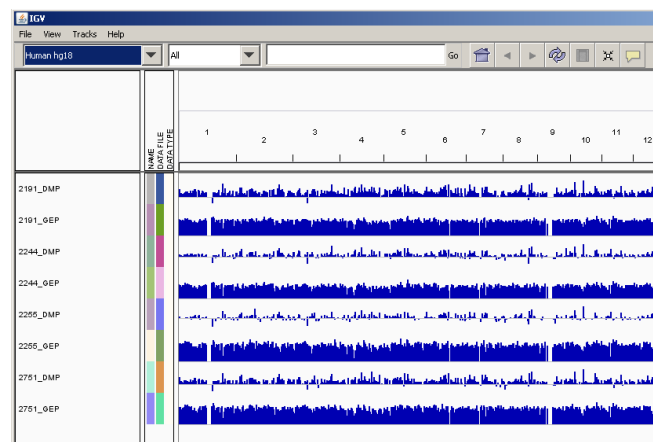 IGV
File View Tracks Help
Human hg18 All Go
NAME
DATA FILE
DATA TYPE
1 2 3 4 5 6 7 8 9 10 11 12
2191_DMP
2191_GEP
2244_DMP
2244_GEP
2255_DMP
2255_GEP
2751_DMP
2751_GEP